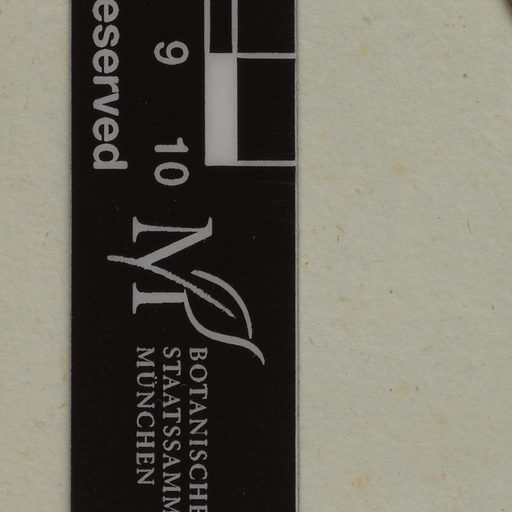 eserved
9
10
M
BOTANISCHE
STAATSSAMM
MÜNCHEN